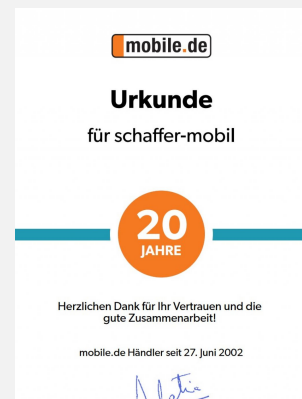 mobile.de
Urkunde
für schaffer-mobil
20
JAHRE
Herzlichen Dank für Ihr Vertrauen und die
gute Zusammenarbeit!
mobile.de Händler seit 27. Juni 2002